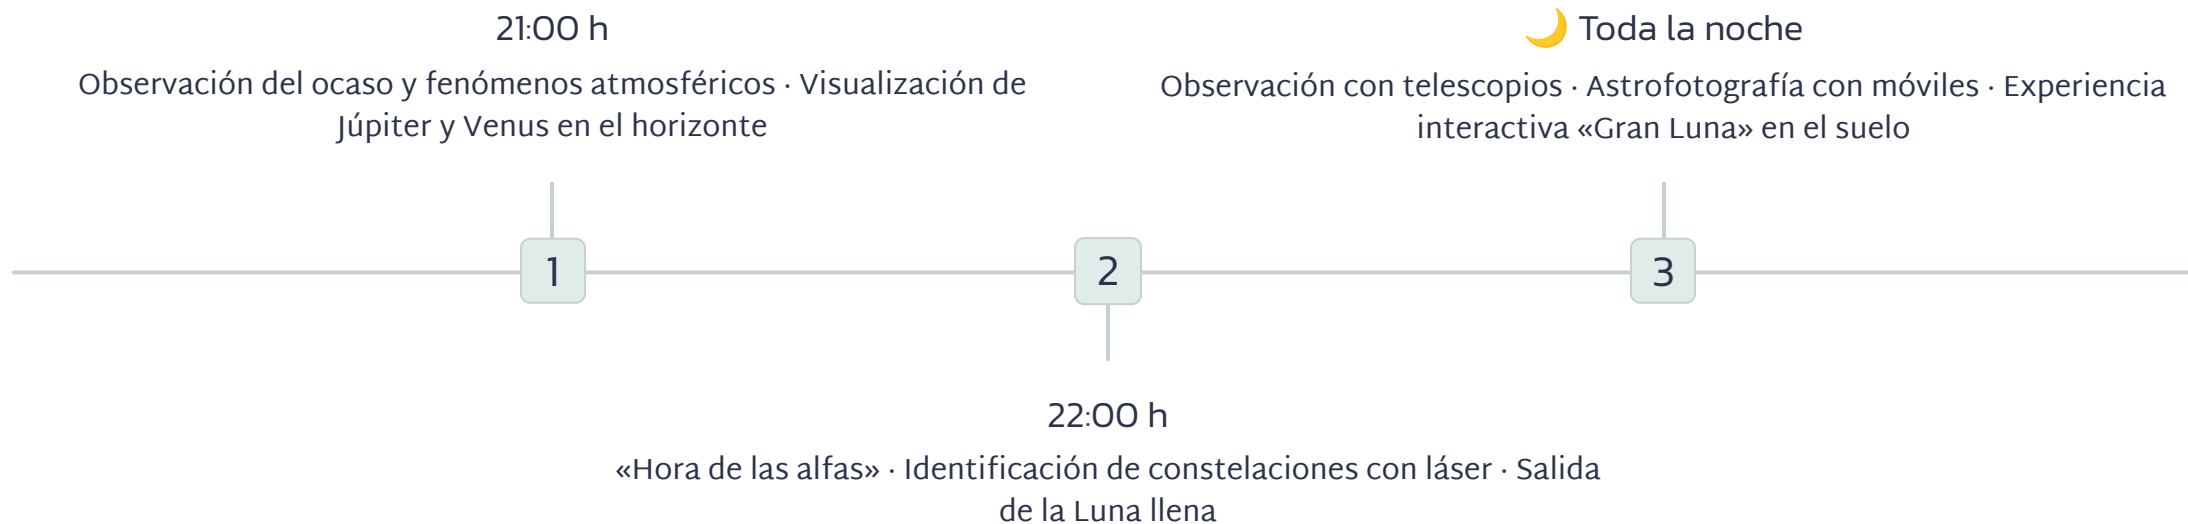 21:00 h
Observación del ocaso y fenómenos atmosféricos · Visualización de
Júpiter y Venus en el horizonte
🌙 Toda la noche
Observación con telescopios · Astrofotografía con móviles · Experiencia
interactiva «Gran Luna» en el suelo
1
2
3
22:00 h
«Hora de las alfas» · Identificación de constelaciones con láser · Salida
de la Luna llena